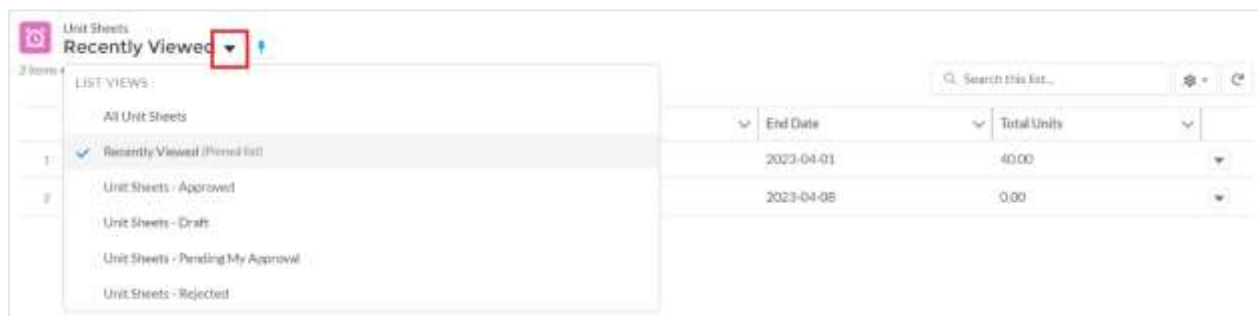 Unit Sheets
Recently Viewed
2 items
LIST VIEWS
Search this list...
All Unit Sheets
End Date
Total Units
Recently Viewed (Pinned list)
1
2023-04-01
40.00
Unit Sheets - Approved
2
2023-04-08
0.00
Unit Sheets - Draft
Unit Sheets - Pending My Approval
Unit Sheets - Rejected